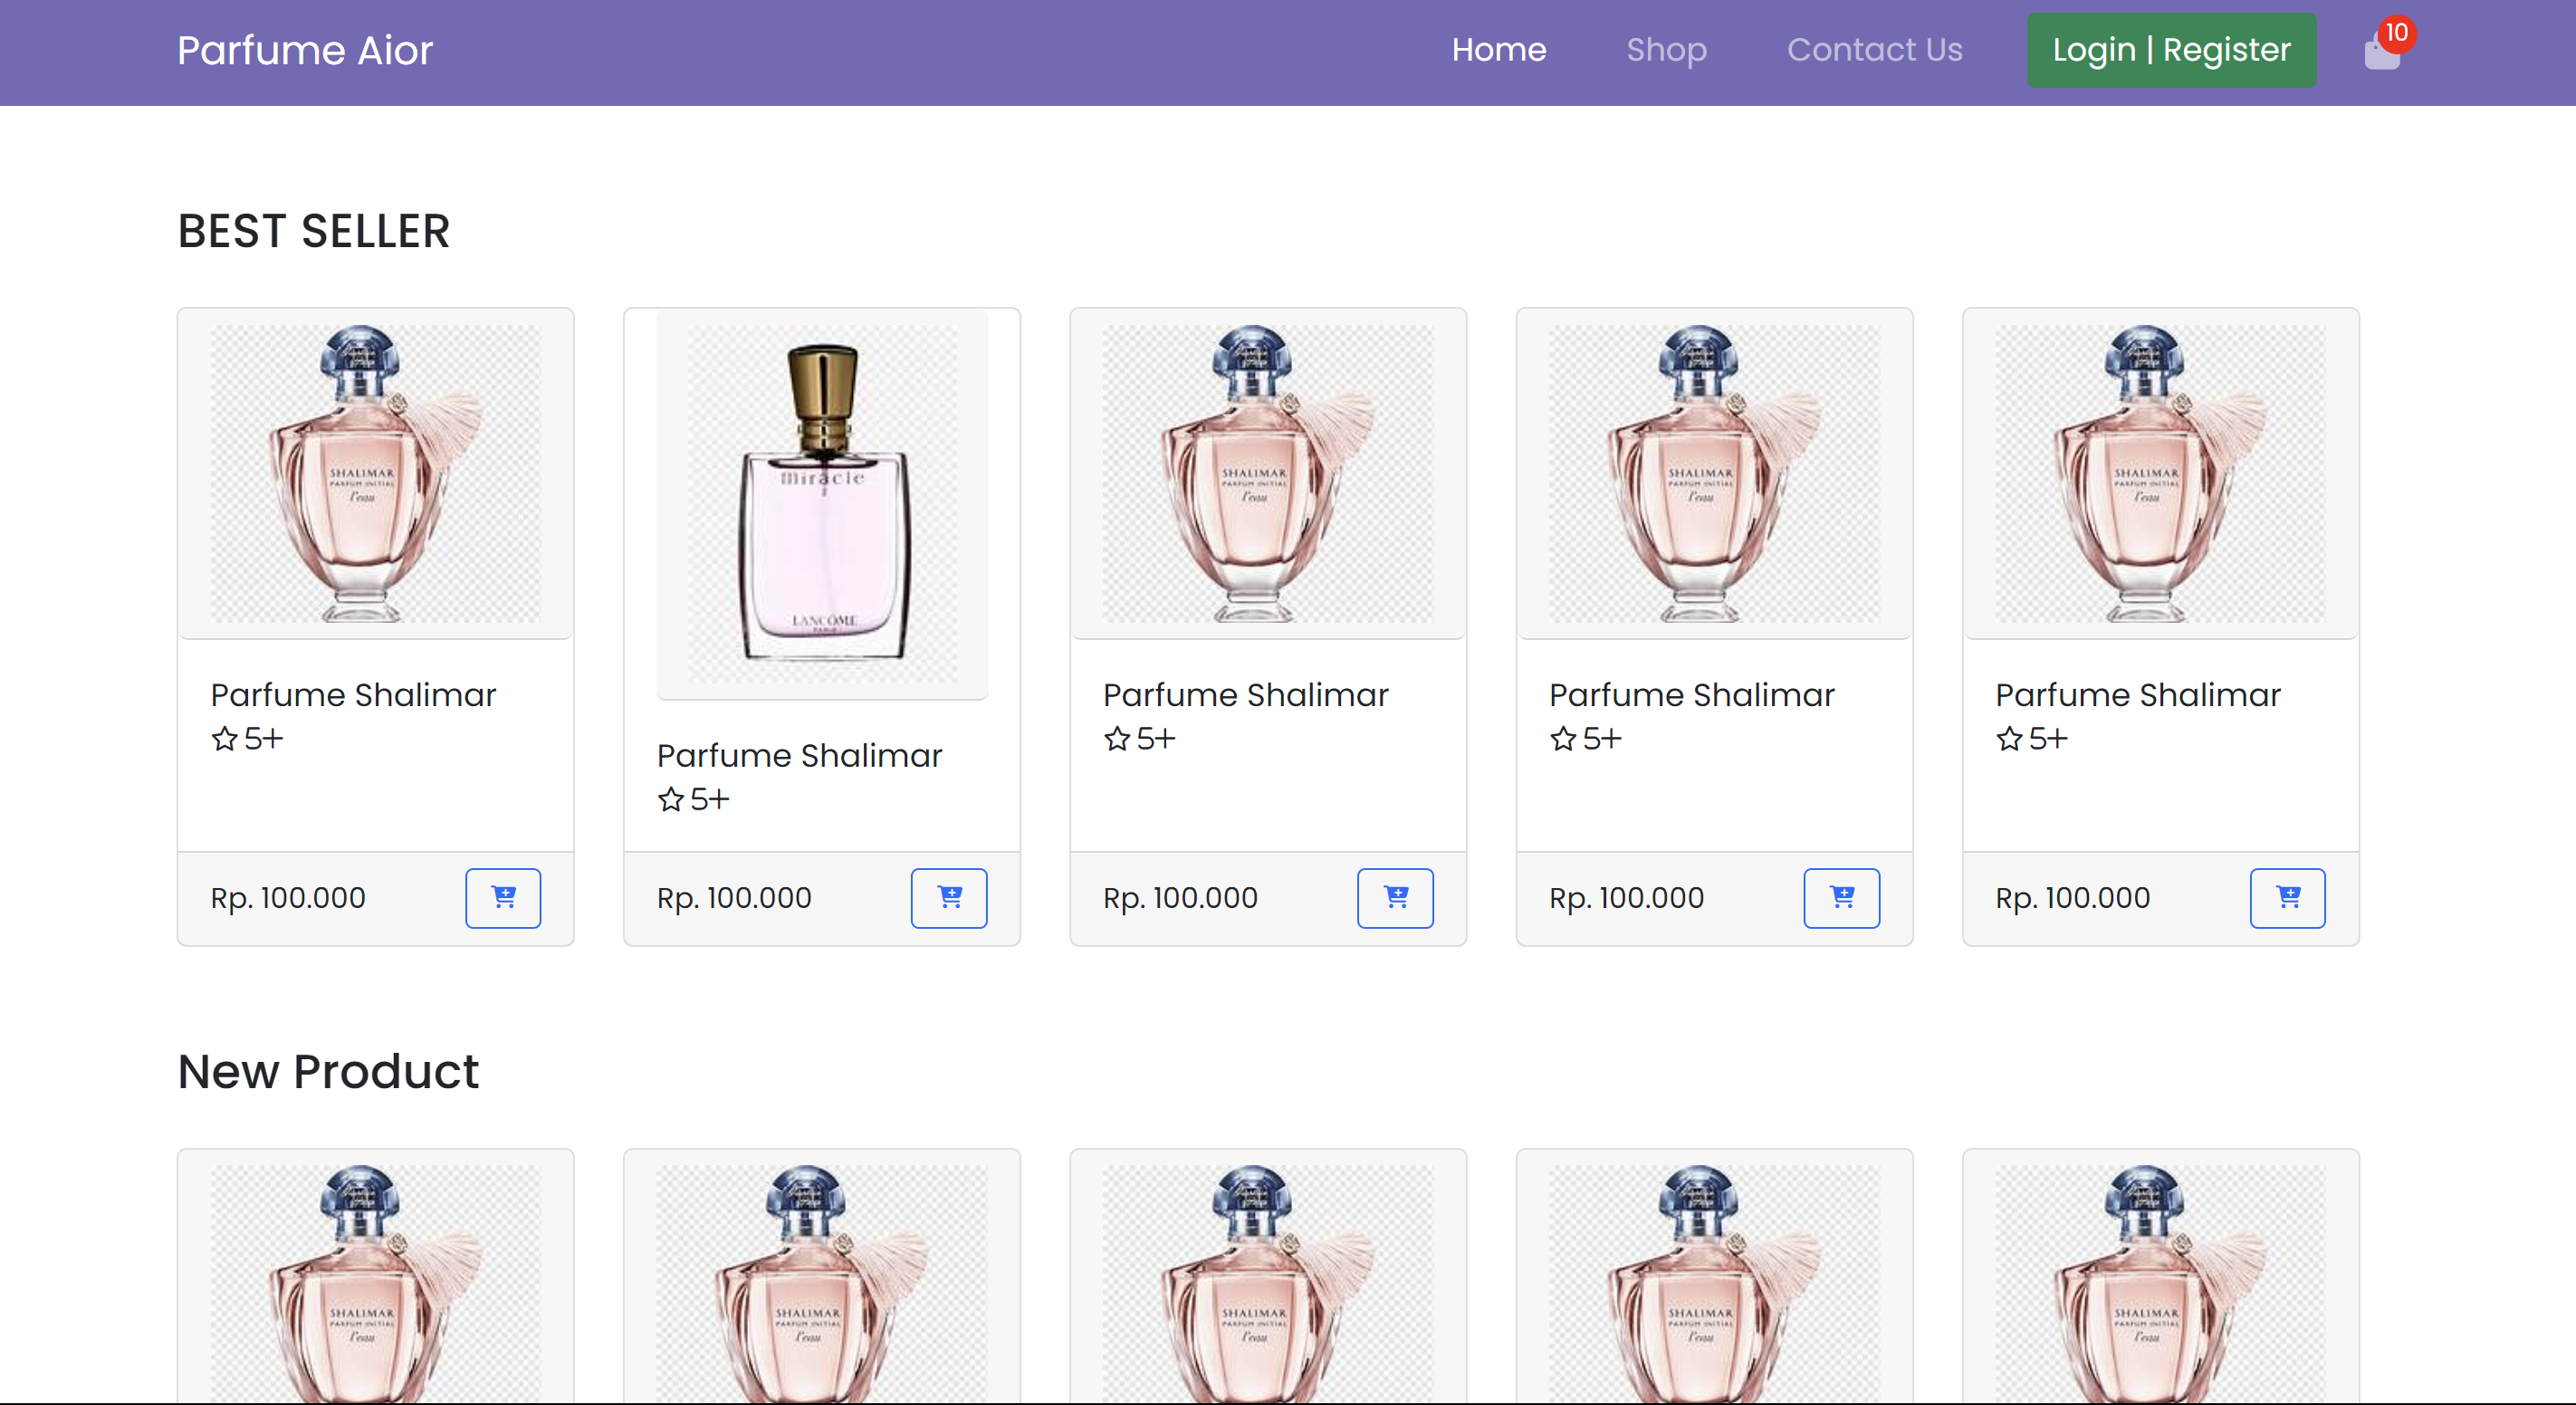 Parfume Aior
Home
Shop
Contact Us
Login | Register
10
BEST SELLER
SHALIMAR
PARFUM INITIAL
l'eau
miracle
LANCÔME
PARIS
SHALIMAR
PARFUM INITIAL
l'eau
SHALIMAR
PARFUM INITIAL
l'eau
SHALIMAR
PARFUM INITIAL
l'eau
Parfume Shalimar
5+
Parfume Shalimar
5+
Parfume Shalimar
5+
Parfume Shalimar
5+
Parfume Shalimar
5+
Rp. 100.000
Rp. 100.000
Rp. 100.000
Rp. 100.000
Rp. 100.000
New Product
SHALIMAR
PARFUM INITIAL
l'eau
SHALIMAR
PARFUM INITIAL
l'eau
SHALIMAR
PARFUM INITIAL
l'eau
SHALIMAR
PARFUM INITIAL
l'eau
SHALIMAR
PARFUM INITIAL
l'eau